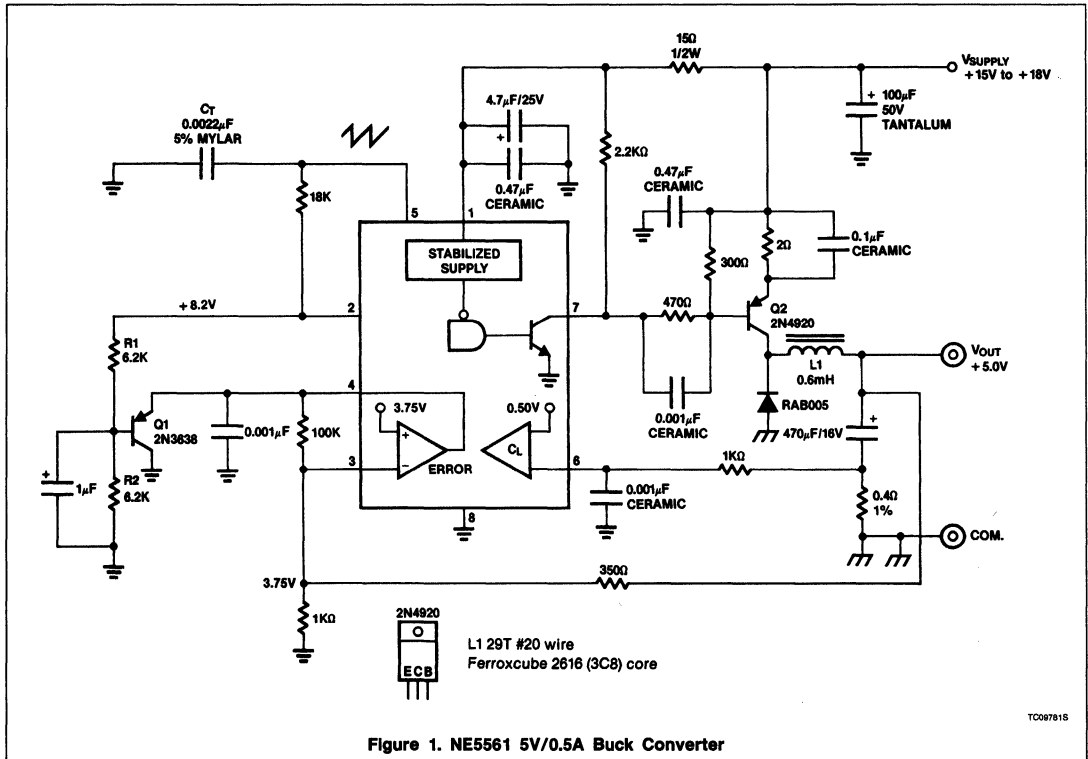 15Ω
1/2W
VSUPPLY
+15V to +18V
+ 100μF
50V
TANTALUM
4.7μF/25V
+
0.47μF
CERAMIC
CT
0.0022μF
5% MYLAR
18K
2.2KΩ
0.47μF
CERAMIC
5
1
STABILIZED
SUPPLY
300Ω
2Ω
0.1μF
CERAMIC
+8.2V
2
7
470Ω
Q2
2N4920
R1
6.2K
0.001μF
CERAMIC
L1
0.6mH
VOUT
+5.0V
RAB005
+
470μF/16V
4
Q1
2N3638
0.001μF
100K
3.75V
+
−
ERROR
0.50V
CL
3
6
1KΩ
+
1μF
R2
6.2K
0.001μF
CERAMIC
0.4Ω
1%
8
COM.
3.75V
350Ω
1KΩ
2N4920
E C B
L1 29T #20 wire
Ferroxcube 2616 (3C8) core
TC09781S
Figure 1. NE5561 5V/0.5A Buck Converter